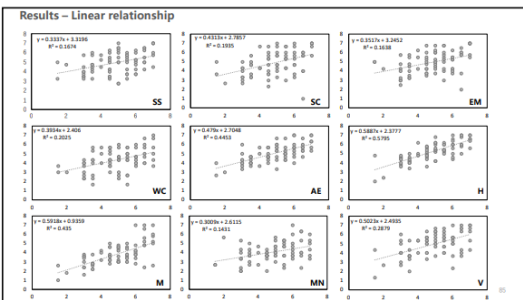 Results – Linear relationship
y = 0.3337x + 3.3196
R² = 0.1674
SS
y = 0.4313x + 2.7857
R² = 0.1935
SC
y = 0.3517x + 3.2452
R² = 0.1638
EM
y = 0.3934x + 2.406
R² = 0.2025
WC
y = 0.479x + 2.7048
R² = 0.4453
AE
y = 0.5887x + 2.3777
R² = 0.5795
H
y = 0.5918x + 0.9359
R² = 0.435
M
y = 0.3009x + 2.6115
R² = 0.1431
MN
y = 0.5023x + 2.4935
R² = 0.2879
V
85